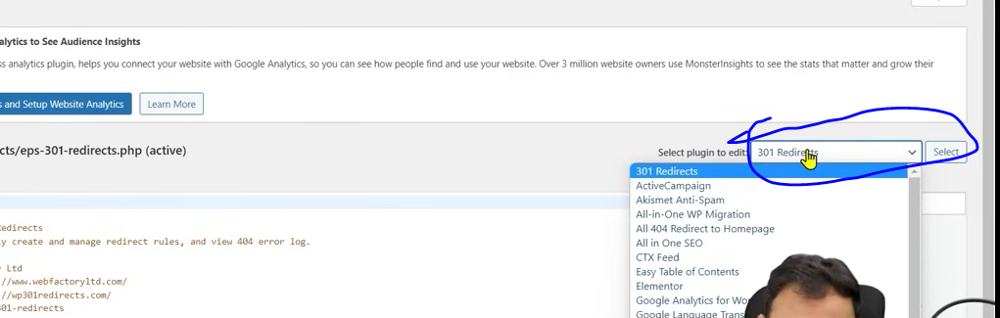 alytics to See Audience Insights
ss analytics plugin, helps you connect your website with Google Analytics, so you can see how people find and use your website. Over 3 million website owners use MonsterInsights to see the stats that matter and grow their
s and Setup Website Analytics
Learn More
cts/eps-301-redirects.php (active)
Select plugin to edit:
301 Redirects
Select
301 Redirects
ActiveCampaign
Akismet Anti-Spam
All-in-One WP Migration
All 404 Redirect to Homepage
All in One SEO
CTX Feed
Easy Table of Contents
Elementor
Google Analytics for Wo
Google Language Trans
Redirects
y create and manage redirect rules, and view 404 error log.
y Ltd
://www.webfactoryltd.com/
://wp301redirects.com/
301-redirects